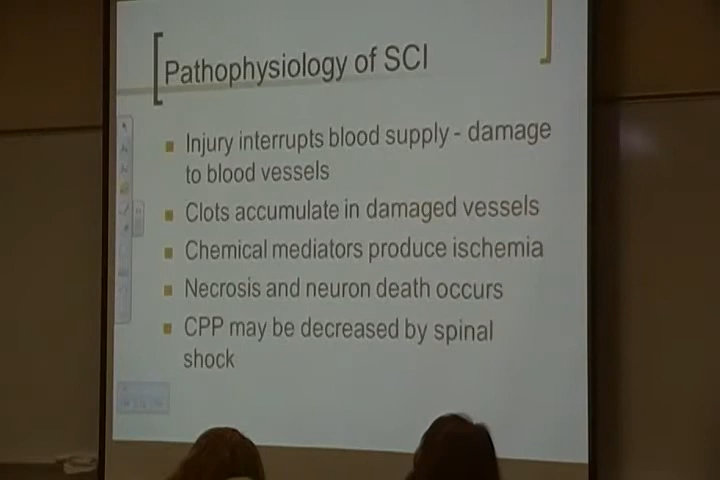 Pathophysiology of SCI
Injury interrupts blood supply - damage
to blood vessels
Clots accumulate in damaged vessels
Chemical mediators produce ischemia
Necrosis and neuron death occurs
CPP may be decreased by spinal
shock